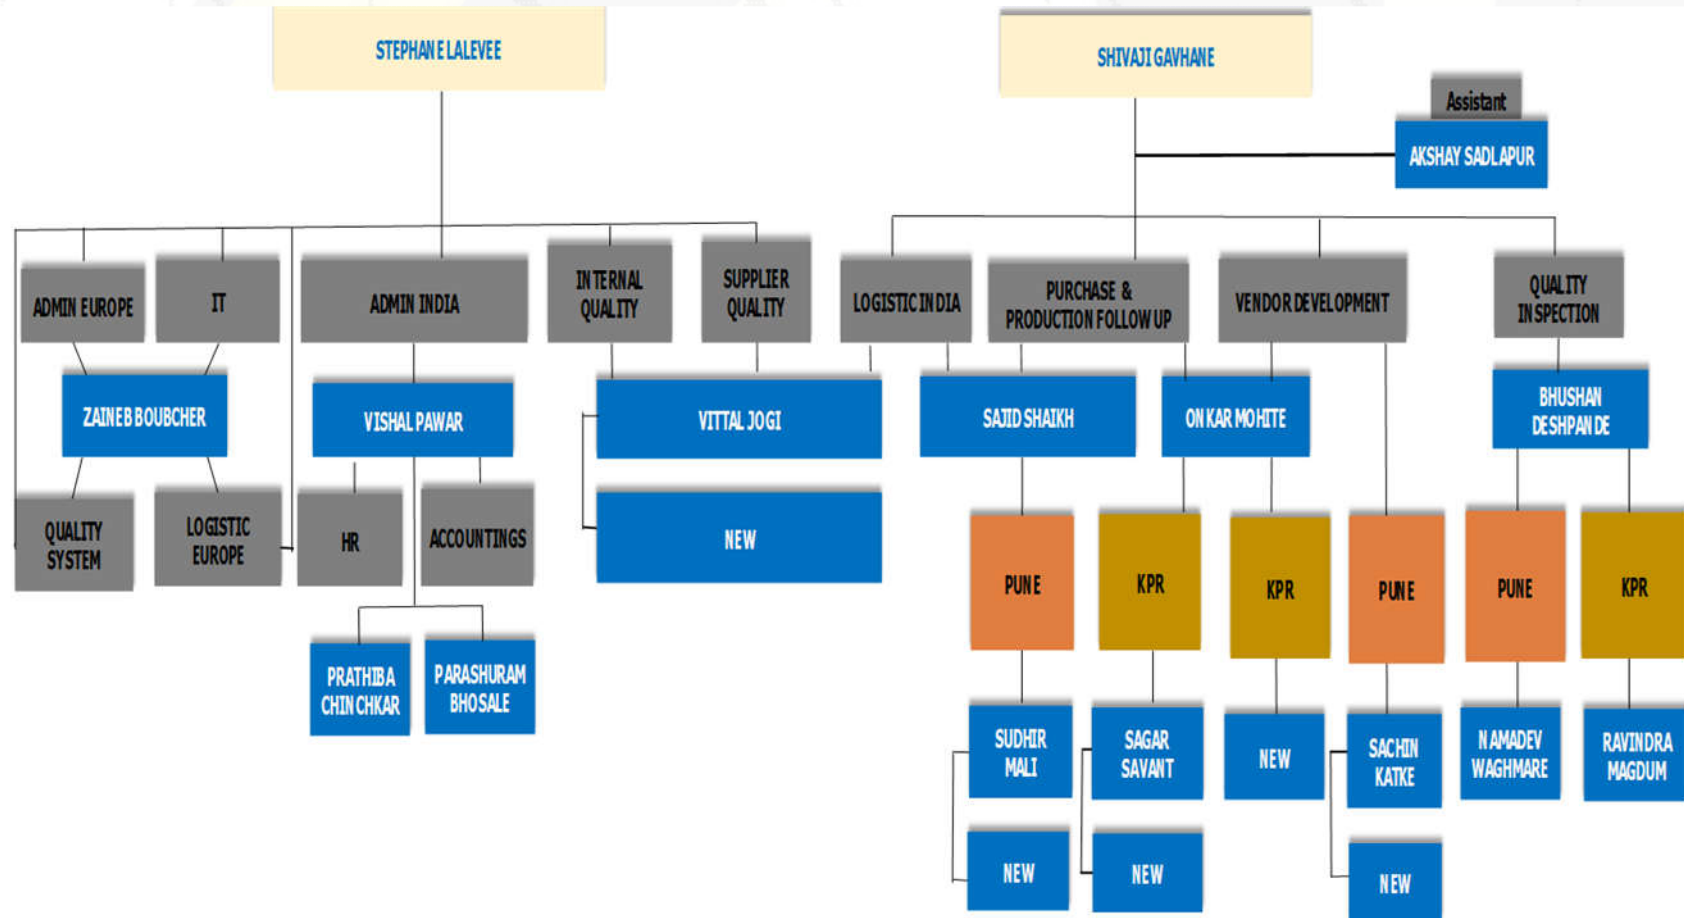 STEPHANE LALEVEE
SHIVAJI GAVHANE
Assistant
AKSHAY SADLAPUR
ADMIN EUROPE
IT
ADMIN INDIA
INTERNAL
QUALITY
SUPPLIER
QUALITY
LOGISTIC INDIA
PURCHASE &
PRODUCTION FOLLOW UP
VENDOR DEVELOPMENT
QUALITY
INSPECTION
ZAINEB BOUBCHER
VISHAL PAWAR
VITTAL JOGI
SAJID SHAIKH
ONKAR MOHITE
BHUSHAN
DESHPANDE
QUALITY
SYSTEM
LOGISTIC
EUROPE
HR
ACCOUNTINGS
NEW
PUNE
KPR
KPR
PUNE
PUNE
KPR
PRATHIBA
CHINCHKAR
PARASHURAM
BHOSALE
SUDHIR
MALI
SAGAR
SAVANT
NEW
SACHIN
KATKE
NAMADEV
WAGHMARE
RAVINDRA
MAGDUM
NEW
NEW
NEW